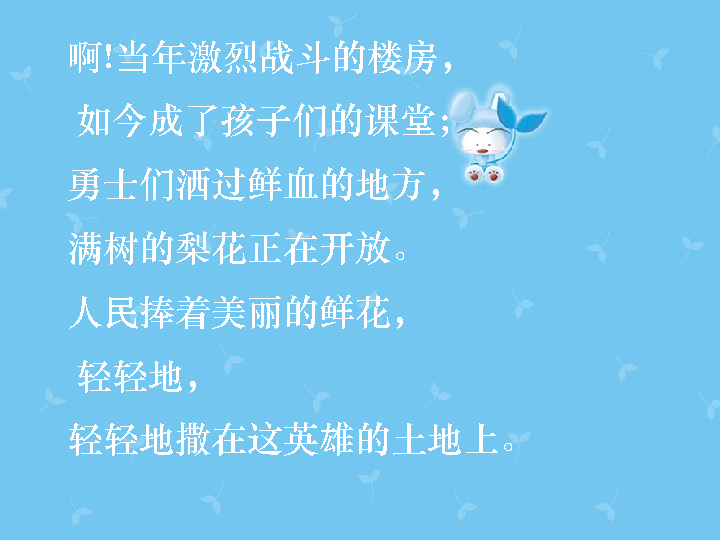 啊!当年激烈战斗的楼房，
如今成了孩子们的课堂；
勇士们洒过鲜血的地方，
满树的梨花正在开放。
人民捧着美丽的鲜花，
轻轻地，
轻轻地撒在这英雄的土地上。